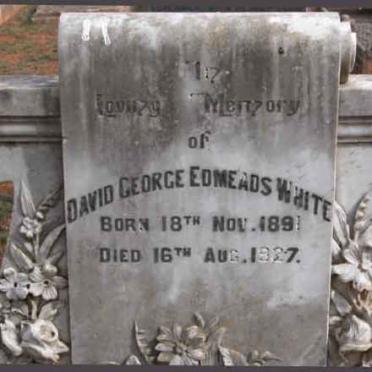 In
Loving Memory
of
DAVID GEORGE EDMEADS WHITE
BORN 18TH NOV. 1891
DIED 16TH AUG. 1927.